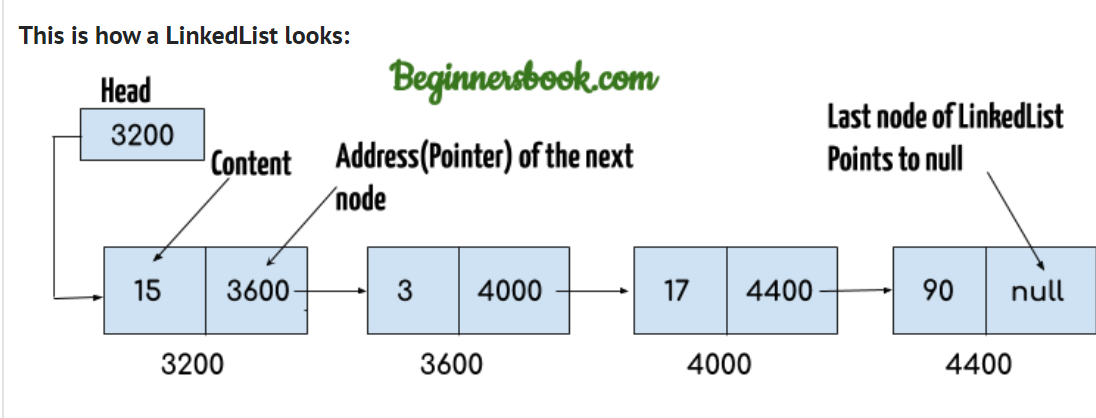 This is how a LinkedList looks:
Beginnersbook.com
Head
3200
Content
Address(Pointer) of the next
node
Last node of LinkedList
Points to null
15 3600 3 4000 17 4400 90 null
3200 3600 4000 4400